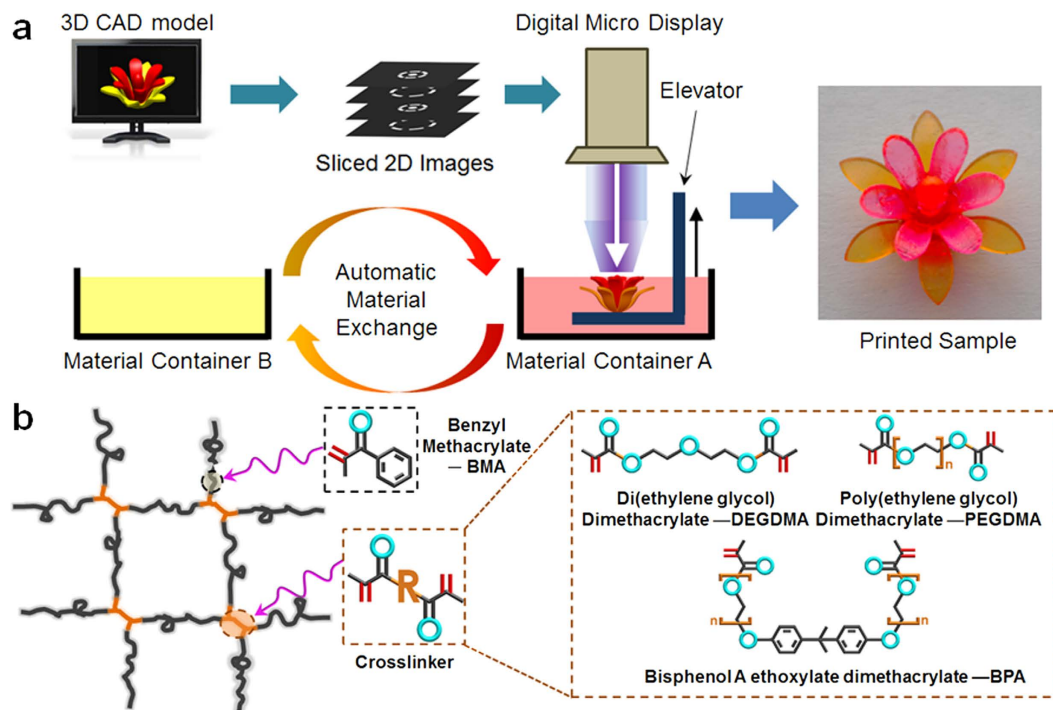 a
3D CAD model
Sliced 2D Images
Digital Micro Display
Elevator
Automatic
Material
Exchange
Material Container B
Material Container A
Printed Sample
b
Benzyl
Methacrylate
— BMA
R
Crosslinker
n
Di(ethylene glycol)
Dimethacrylate —DEGDMA
Poly(ethylene glycol)
Dimethacrylate —PEGDMA
n
n
Bisphenol A ethoxylate dimethacrylate —BPA